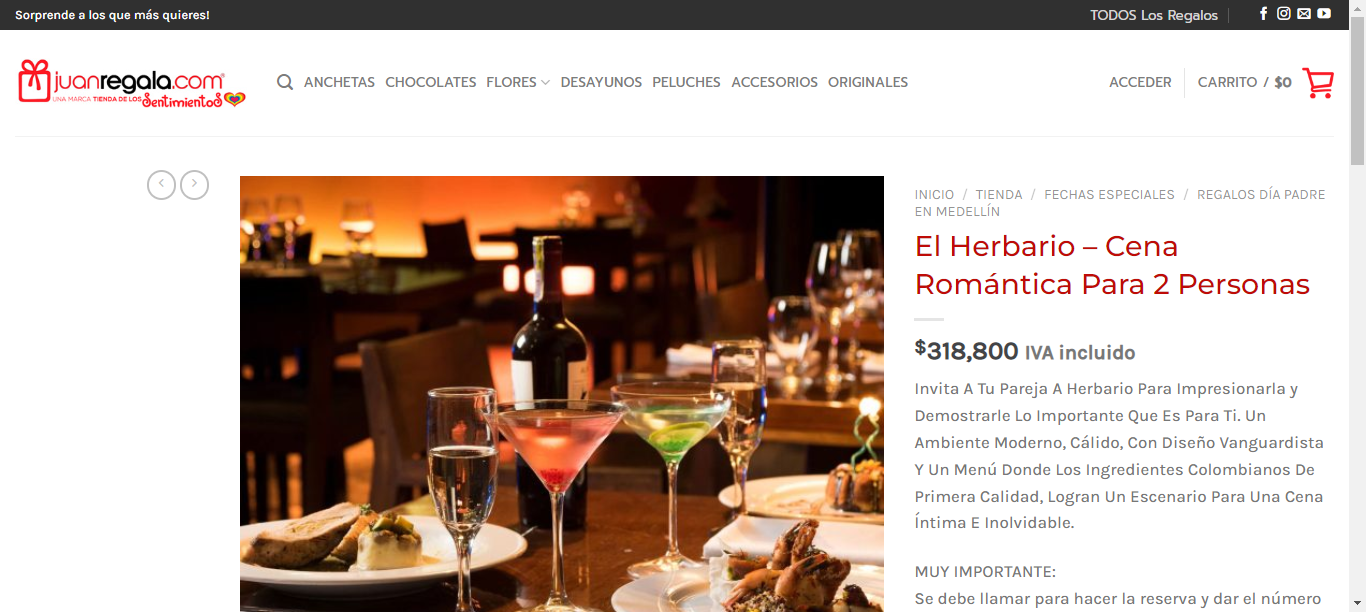 Sorprende a los que más quieres!
TODOS Los Regalos
juanregala.com®
UNA MARCA TIENDA DE LOS Sentimientos
ANCHETAS CHOCOLATES FLORES DESAYUNOS PELUCHES ACCESORIOS ORIGINALES
ACCEDER
CARRITO / $0
INICIO / TIENDA / FECHAS ESPECIALES / REGALOS DÍA PADRE
EN MEDELLÍN
El Herbario – Cena
Romántica Para 2 Personas
$318,800 IVA incluido
Invita A Tu Pareja A Herbario Para Impresionarla y
Demostrarle Lo Importante Que Es Para Ti. Un
Ambiente Moderno, Cálido, Con Diseño Vanguardista
Y Un Menú Donde Los Ingredientes Colombianos De
Primera Calidad, Logran Un Escenario Para Una Cena
Íntima E Inolvidable.
MUY IMPORTANTE:
Se debe llamar para hacer la reserva y dar el número